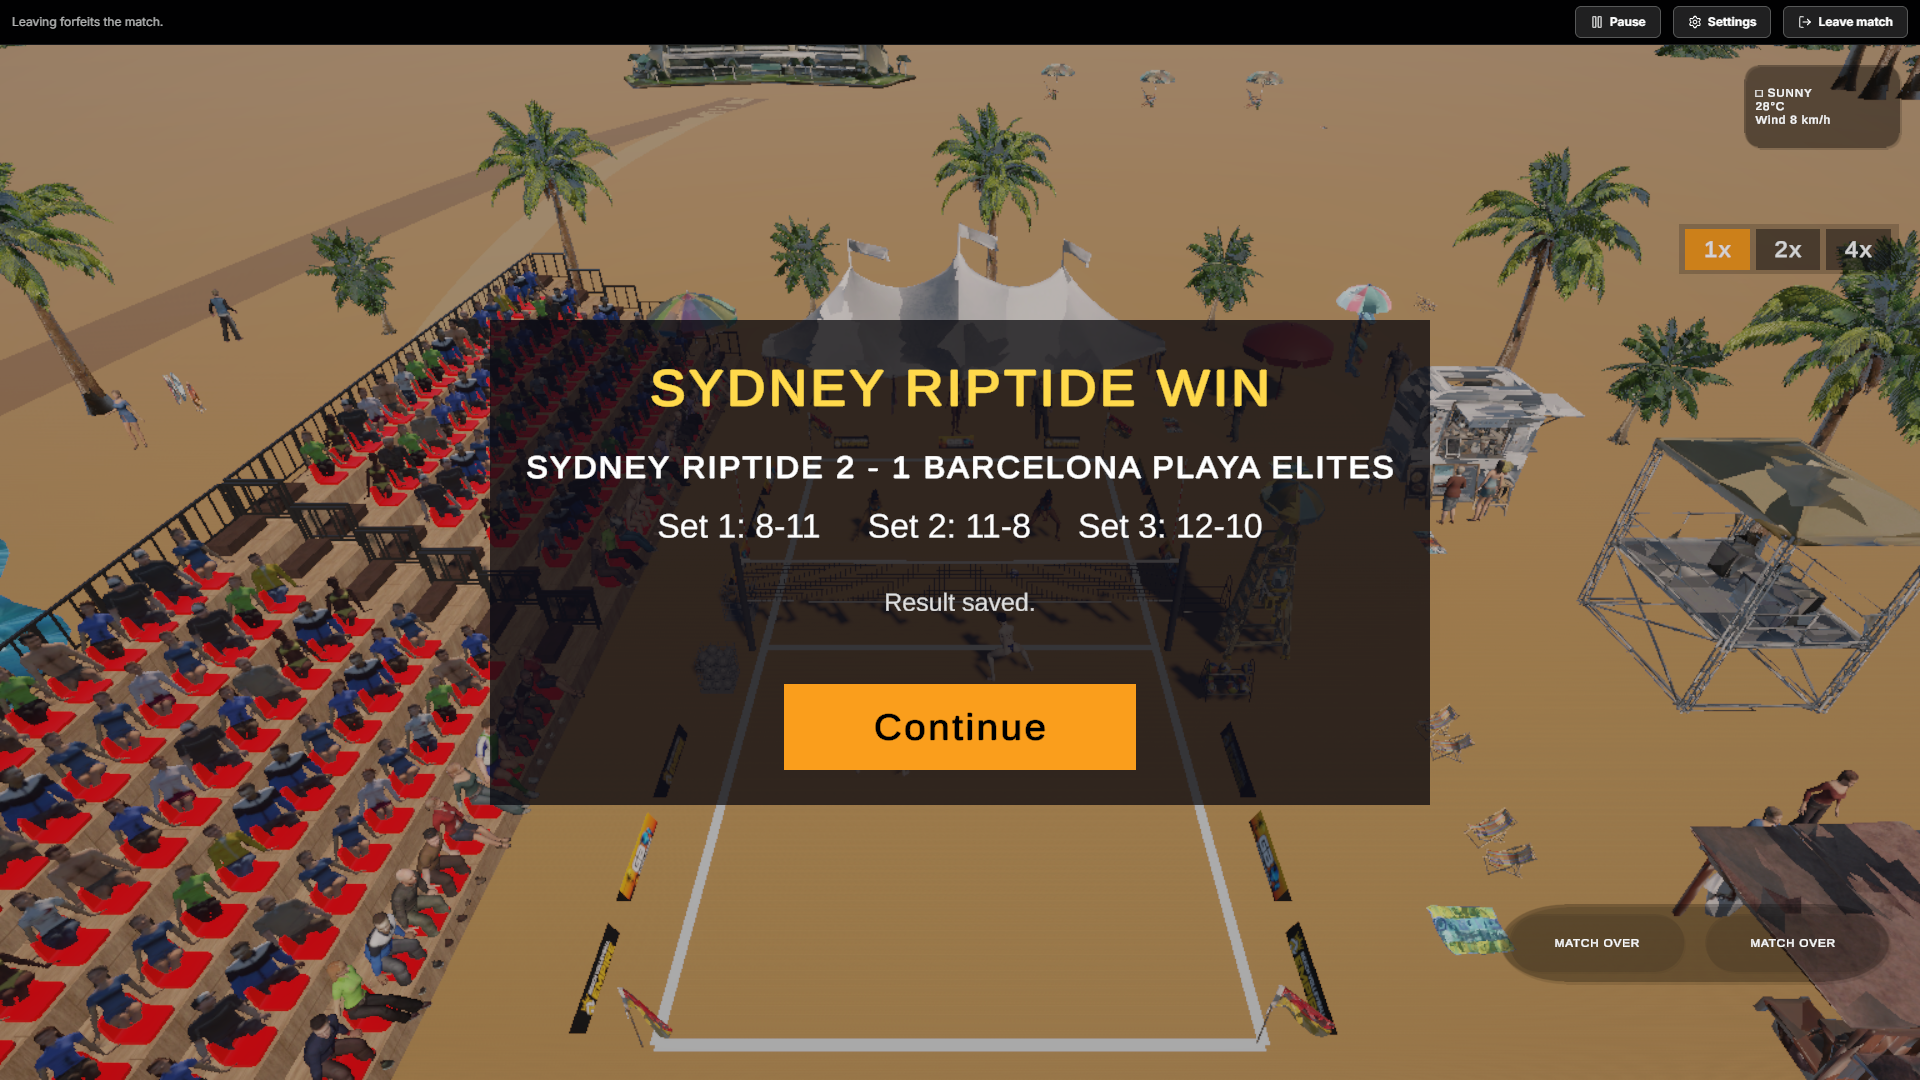 Leaving forfeits the match.
Pause
Settings
Leave match
SUNNY
28°C
Wind 8 km/h
1x
2x
4x
SYDNEY RIPTIDE WIN
SYDNEY RIPTIDE 2 - 1 BARCELONA PLAYA ELITES
Set 1: 8-11 Set 2: 11-8 Set 3: 12-10
Result saved.
Continue
MATCH OVER
MATCH OVER